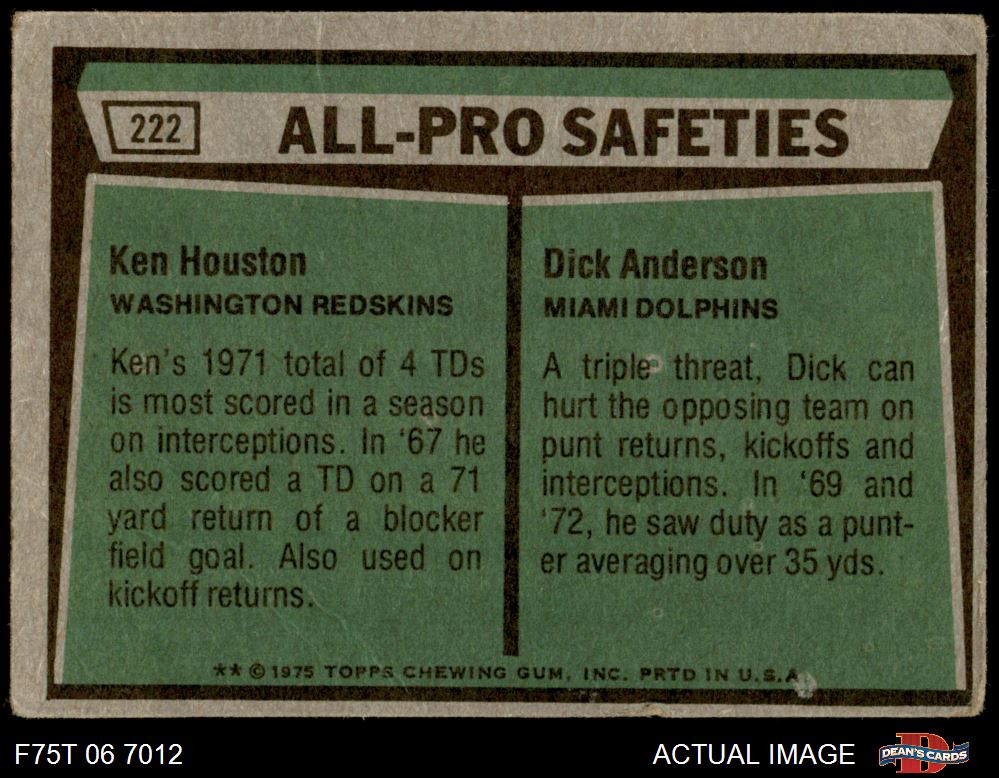 222
ALL-PRO SAFETIES
Ken Houston
WASHINGTON REDSKINS
Ken's 1971 total of 4 TDs
is most scored in a season
on interceptions. In '67 he
also scored a TD on a 71
yard return of a blocker
field goal. Also used on
kickoff returns.
Dick Anderson
MIAMI DOLPHINS
A triple threat, Dick can
hurt the opposing team on
punt returns, kickoffs and
interceptions. In '69 and
'72, he saw duty as a punt-
er averaging over 35 yds.
** © 1975 TOPPS CHEWING GUM, INC. PRTD IN U.S.A.
F75T 06 7012
ACTUAL IMAGE
D
DEAN'S CARDS